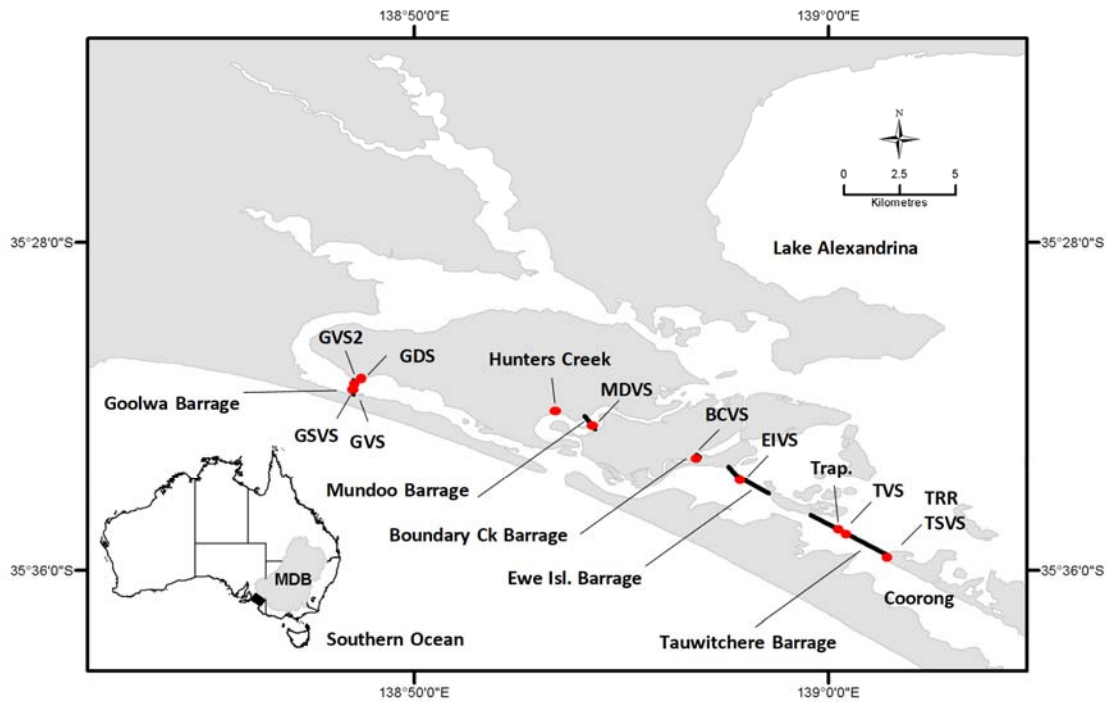 138°50'0"E
139°0'0"E
N
0 2.5 5
Kilometres
35°28'0"S
35°28'0"S
Lake Alexandrina
GVS2
GDS
Hunters Creek
MDVS
Goolwa Barrage
BCVS
GSVS
GVS
EIVS
Mundoo Barrage
Trap.
TVS
TRR
TSVS
Boundary Ck Barrage
35°36'0"S
35°36'0"S
Ewe Isl. Barrage
MDB
Coorong
Southern Ocean
Tauwitchere Barrage
138°50'0"E
139°0'0"E